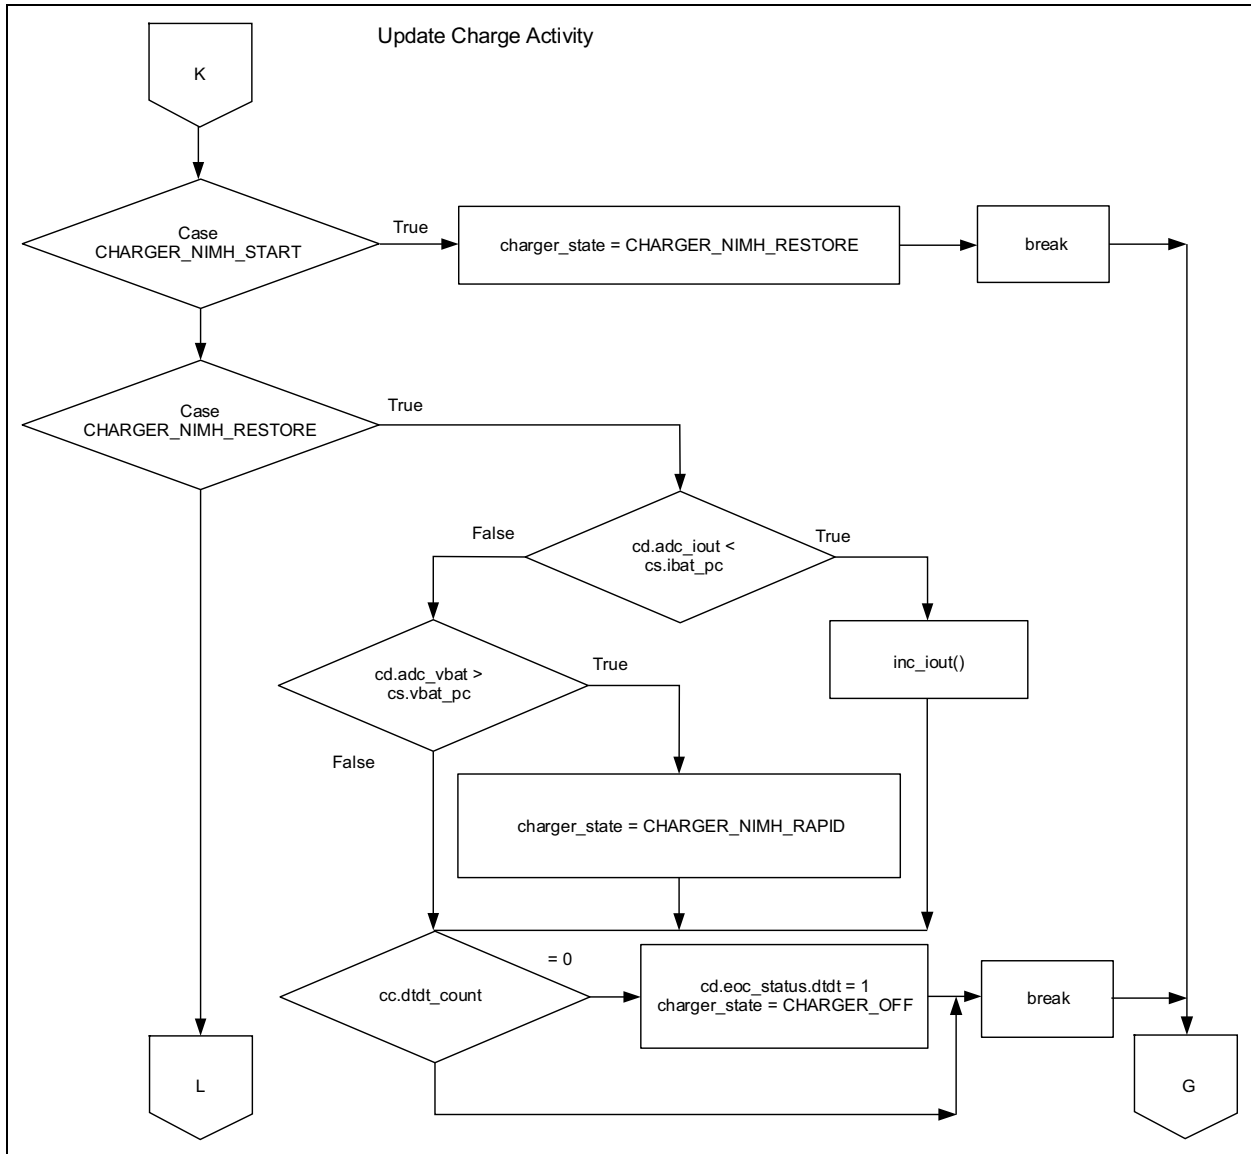 Update Charge Activity
K
Case
CHARGER_NIMH_START
True
charger_state = CHARGER_NIMH_RESTORE
break
Case
CHARGER_NIMH_RESTORE
True
cd.adc_iout <
cs.ibat_pc
False
True
inc_iout()
cd.adc_vbat >
cs.vbat_pc
True
False
charger_state = CHARGER_NIMH_RAPID
cc.dtdt_count
= 0
cd.eoc_status.dtdt = 1
charger_state = CHARGER_OFF
break
L
G